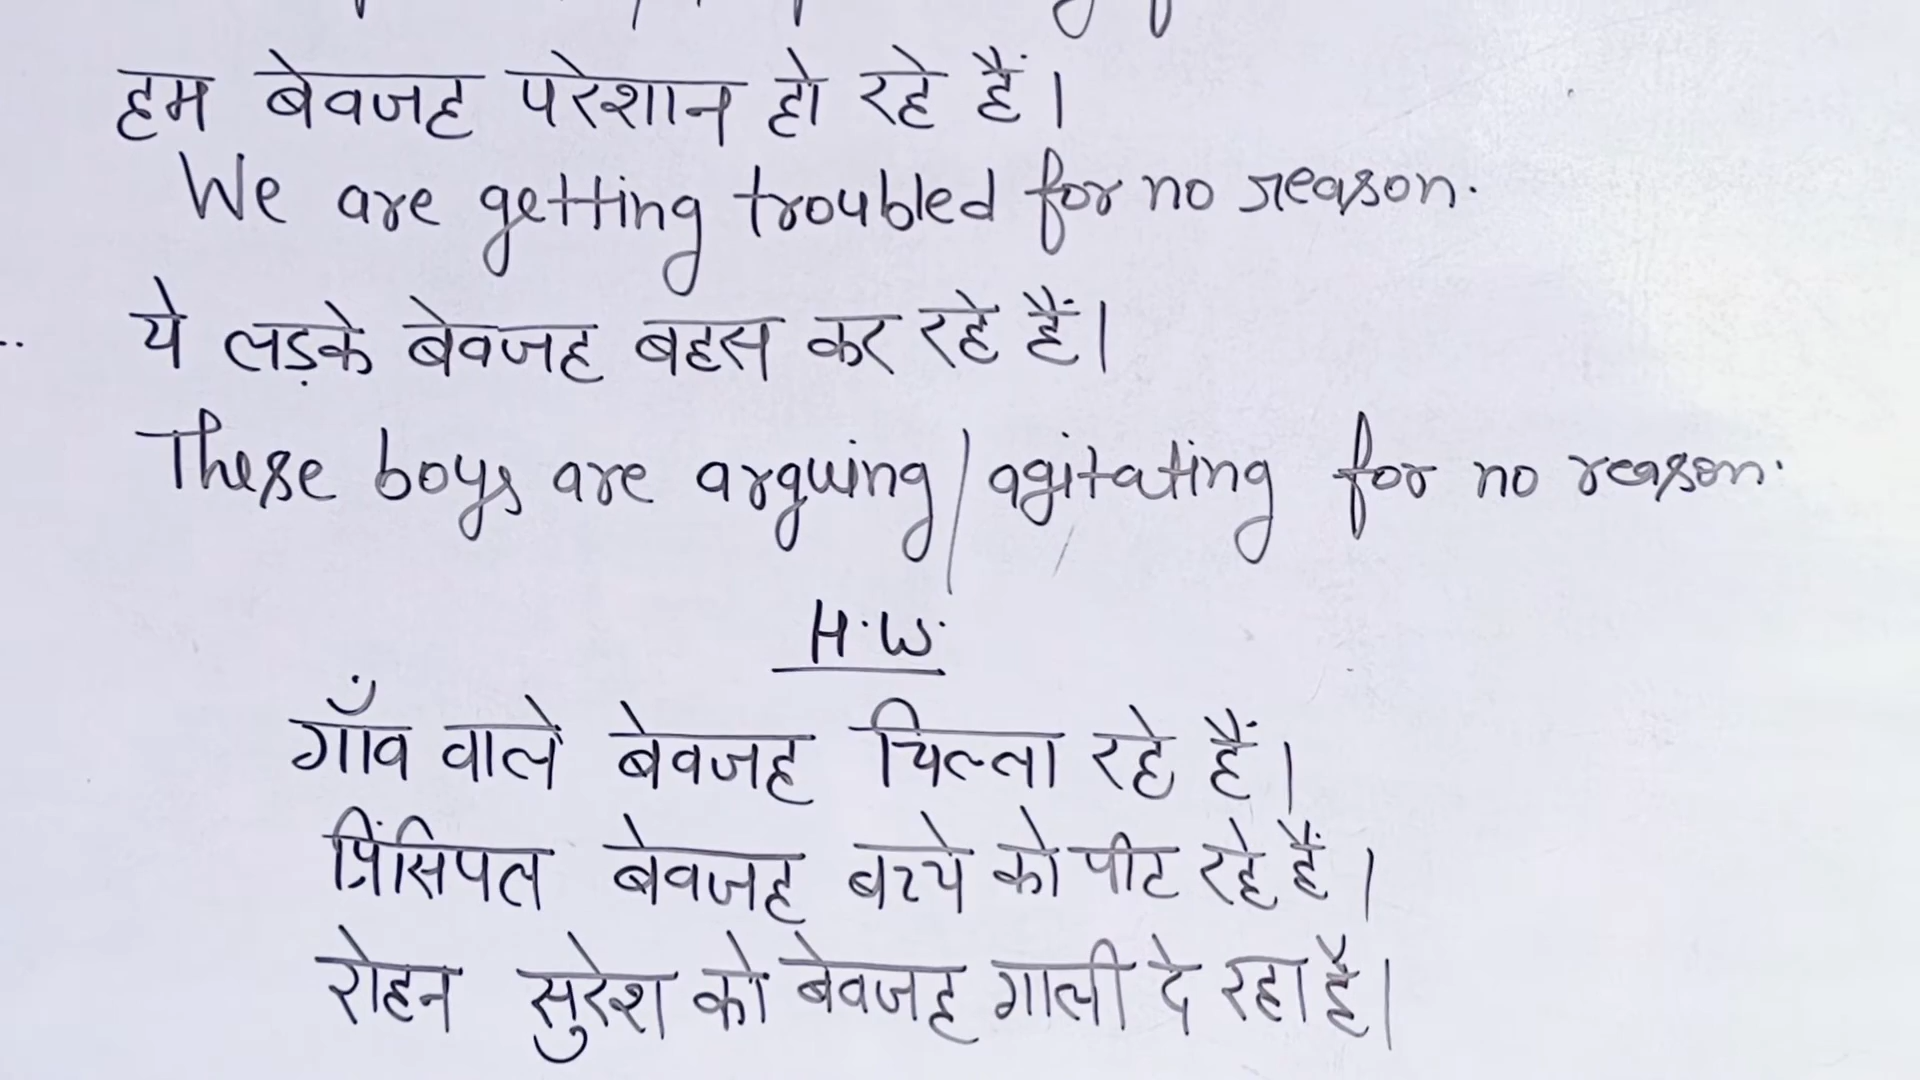 हम बेवजह परेशान हो रहे हैं।
We are getting troubled for no reason.
ये लड़के बेवजह बहस कर रहे हैं।
These boys are arguing / agitating for no reason.
H.W.
गाँव वाले बेवजह चिल्ला रहे हैं।
प्रिंसिपल बेवजह बच्चे को पीट रहे हैं।
रोहन सुरेश को बेवजह गाली दे रहा है।